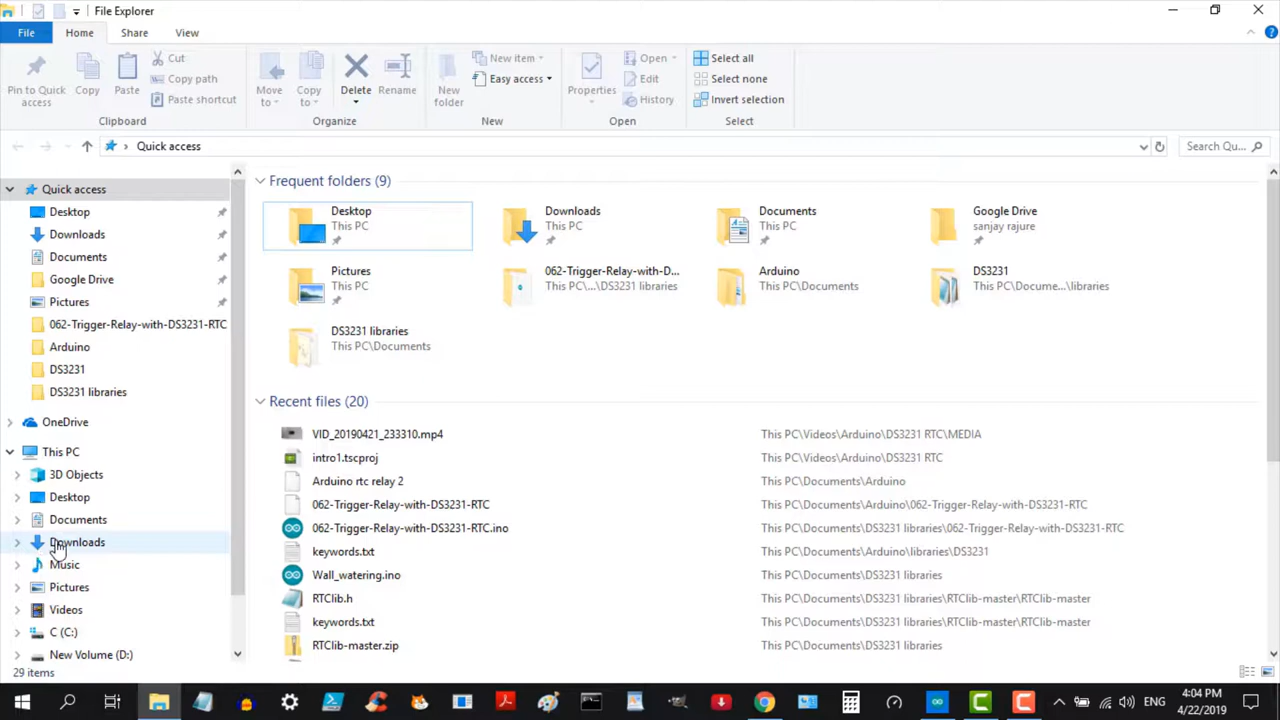 File Explorer
File
Home
Share
View
Pin to Quick access
Copy
Paste
Cut
Copy path
Paste shortcut
Clipboard
Move to
Copy to
Delete
Rename
Organize
New folder
New item
Easy access
New
Properties
Open
Edit
History
Open
Select all
Select none
Invert selection
Select
Quick access
Search Qu...
Quick access
Desktop
Downloads
Documents
Google Drive
Pictures
062-Trigger-Relay-with-DS3231-RTC
Arduino
DS3231
DS3231 libraries
OneDrive
This PC
3D Objects
Desktop
Documents
Downloads
Music
Pictures
Videos
C (C:)
New Volume (D:)
29 items
Frequent folders (9)
Desktop
This PC
Downloads
This PC
Documents
This PC
Google Drive
sanjay rajure
Pictures
This PC
062-Trigger-Relay-with-D...
This PC\...\DS3231 libraries
Arduino
This PC\Documents
DS3231
This PC\Docume...\libraries
DS3231 libraries
This PC\Documents
Recent files (20)
VID_20190421_233310.mp4 This PC\Videos\Arduino\DS3231 RTC\MEDIA
intro1.tscproj This PC\Videos\Arduino\DS3231 RTC
Arduino rtc relay 2 This PC\Documents\Arduino
062-Trigger-Relay-with-DS3231-RTC This PC\Documents\Arduino\062-Trigger-Relay-with-DS3231-RTC
062-Trigger-Relay-with-DS3231-RTC.ino This PC\Documents\DS3231 libraries\062-Trigger-Relay-with-DS3231-RTC
keywords.txt This PC\Documents\Arduino\libraries\DS3231
Wall_watering.ino This PC\Documents\DS3231 libraries
RTClib.h This PC\Documents\DS3231 libraries\RTClib-master\RTClib-master
keywords.txt This PC\Documents\DS3231 libraries\RTClib-master\RTClib-master
RTClib-master.zip This PC\Documents\DS3231 libraries
ENG
4:04 PM
4/22/2019